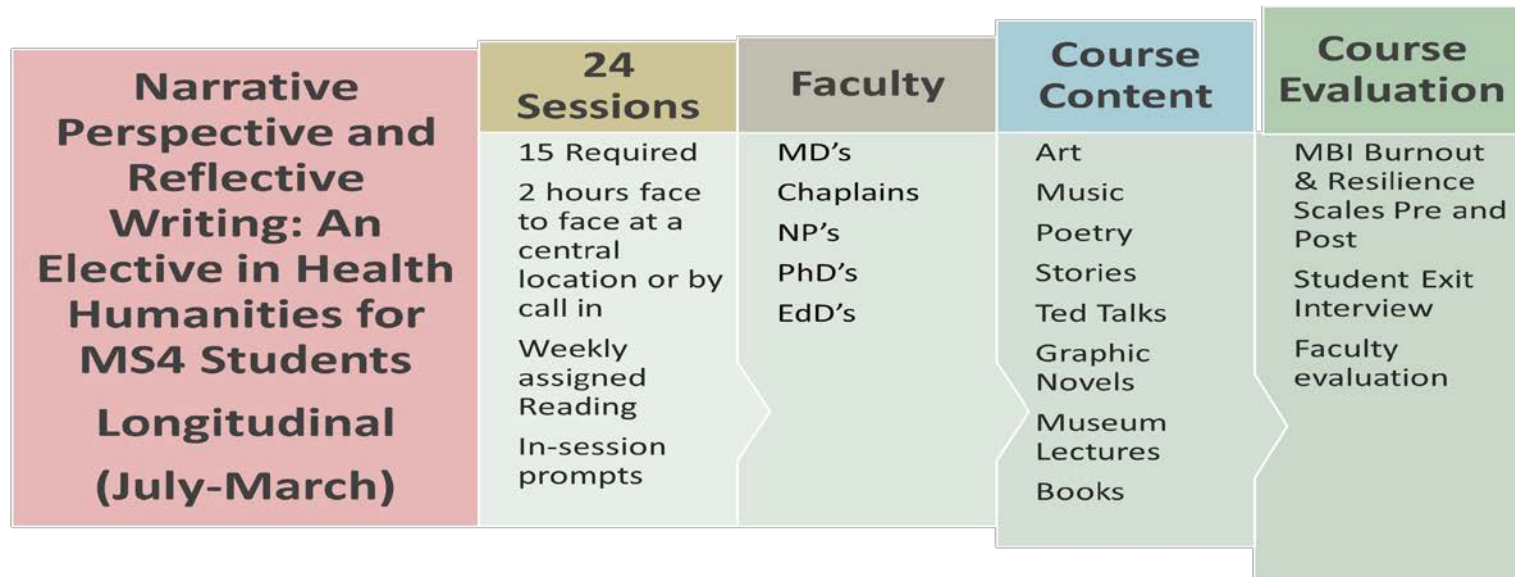 Narrative
Perspective and
Reflective
Writing: An
Elective in Health
Humanities for
MS4 Students
Longitudinal
(July-March)
24
Sessions
15 Required
2 hours face
to face at a
central
location or by
call in
Weekly
assigned
Reading
In-session
prompts
Faculty
MD’s
Chaplains
NP’s
PhD’s
EdD’s
Course
Content
Art
Music
Poetry
Stories
Ted Talks
Graphic
Novels
Museum
Lectures
Books
Course
Evaluation
MBI Burnout
& Resilience
Scales Pre and
Post
Student Exit
Interview
Faculty
evaluation